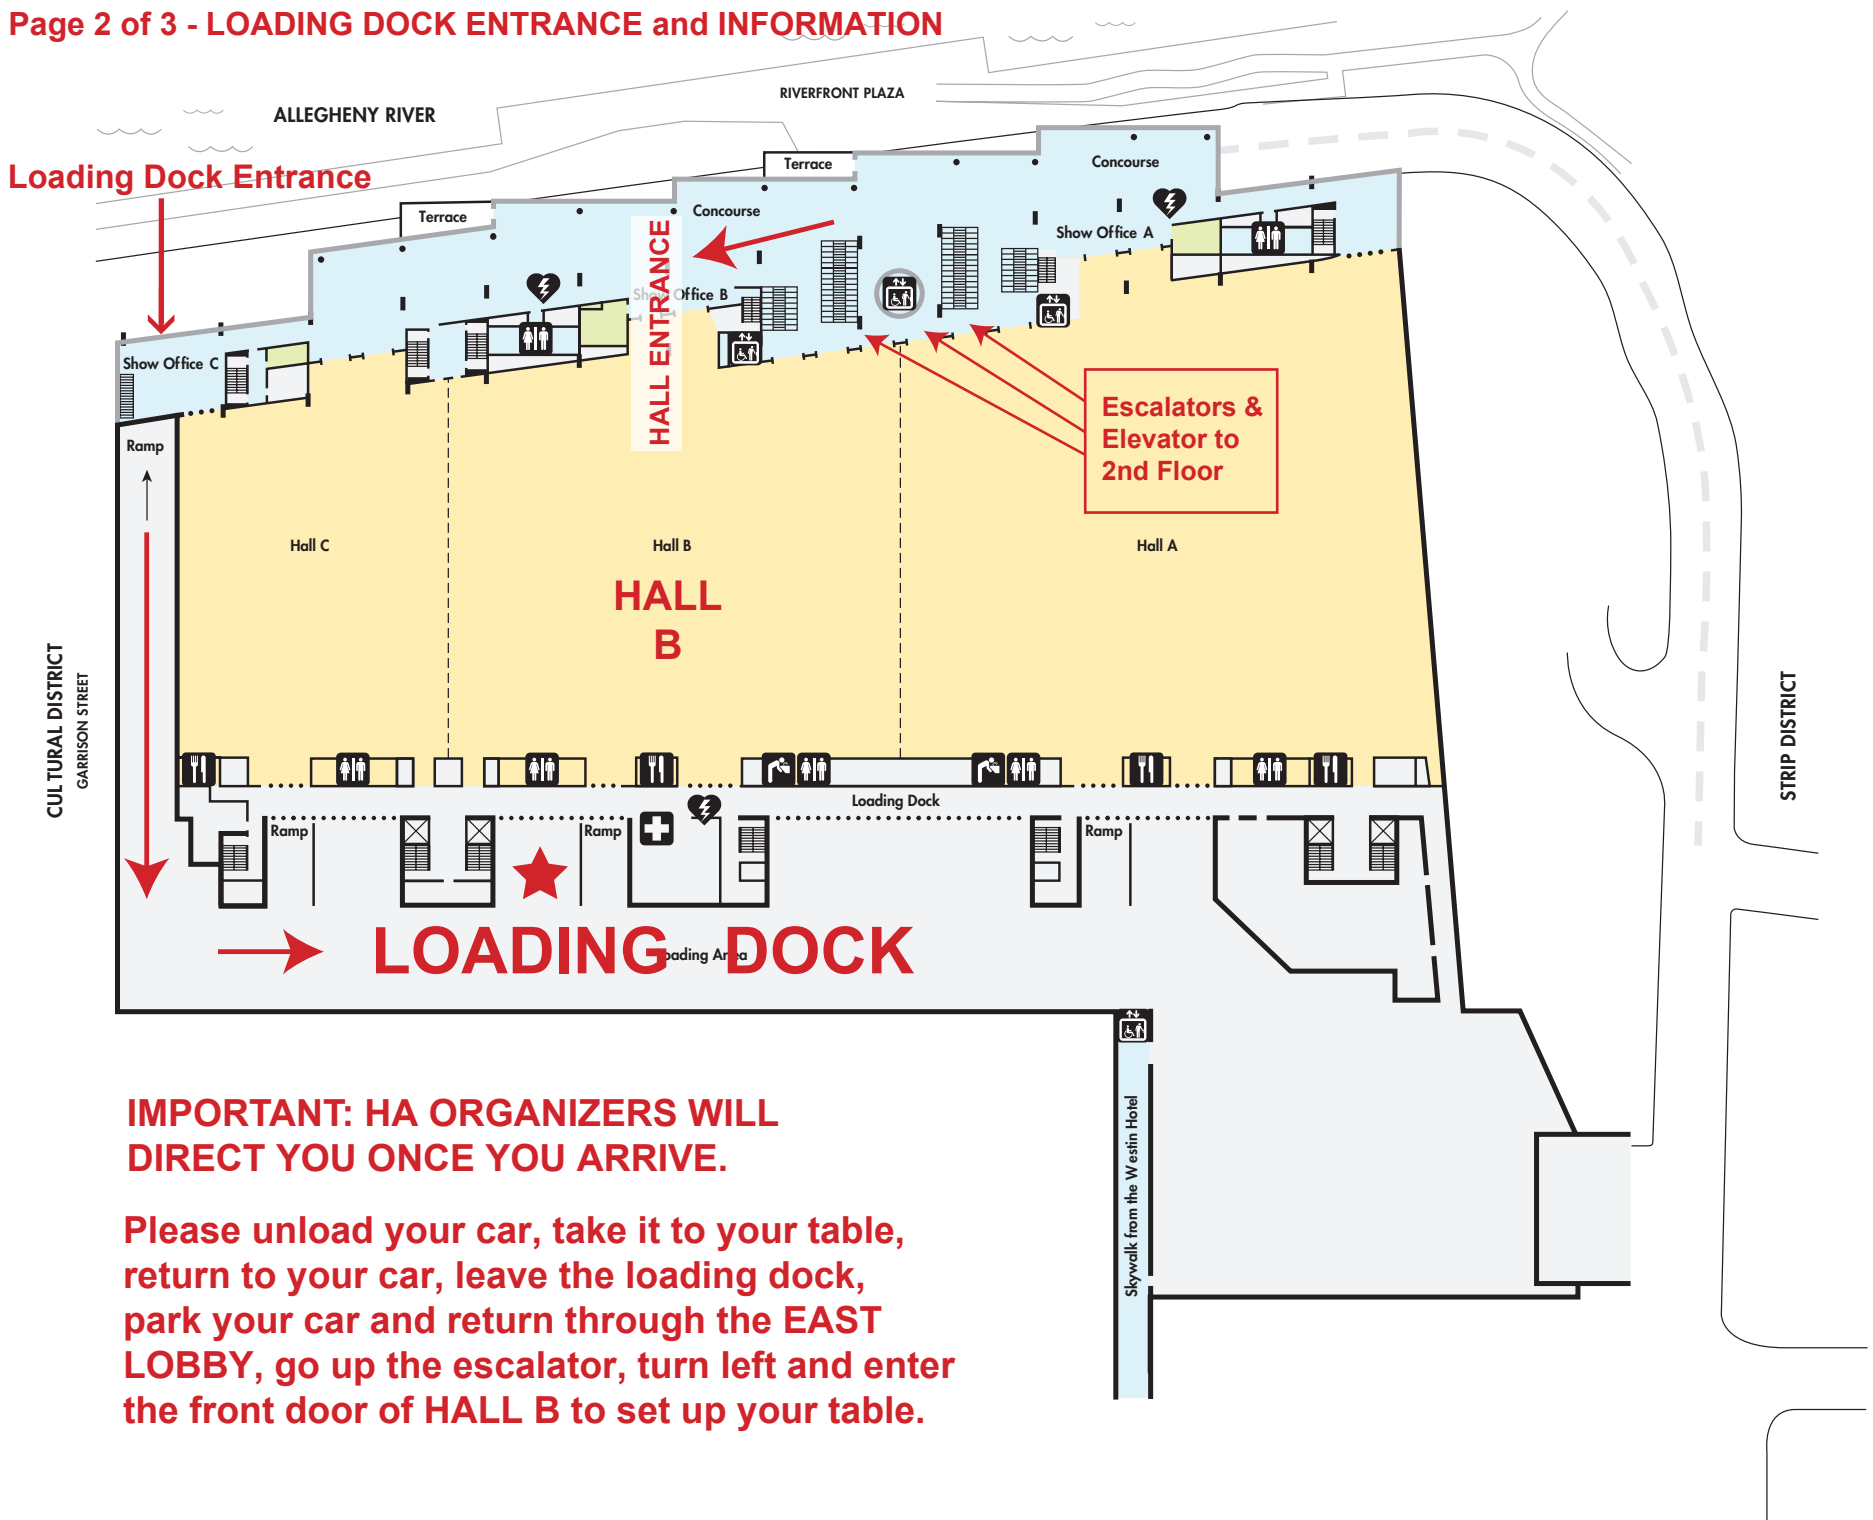 Page 2 of 3 - LOADING DOCK ENTRANCE and INFORMATION
RIVERFRONT PLAZA
ALLEGHENY RIVER
Loading Dock Entrance
Terrace
Concourse
Terrace
Concourse
Show Office A
HALL ENTRANCE
Show Office B
Show Office C
Escalators &
Elevator to
2nd Floor
Ramp
Hall C
Hall B
Hall A
HALL
B
CULTURAL DISTRICT
GARRISON STREET
STRIP DISTRICT
Loading Dock
Ramp
Ramp
Ramp
LOADING DOCK
Loading Area
Skywalk from the Westin Hotel
IMPORTANT: HA ORGANIZERS WILL
DIRECT YOU ONCE YOU ARRIVE.
Please unload your car, take it to your table,
return to your car, leave the loading dock,
park your car and return through the EAST
LOBBY, go up the escalator, turn left and enter
the front door of HALL B to set up your table.